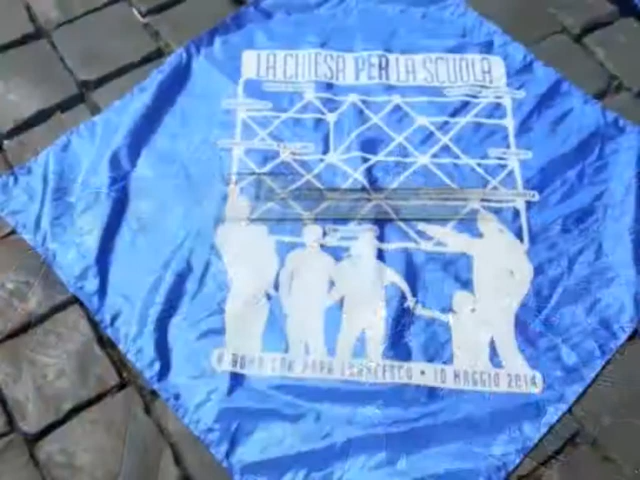 LA CHIESA PER LA SCUOLA
A ROMA CON PAPA FRANCESCO • 10 MAGGIO 2014